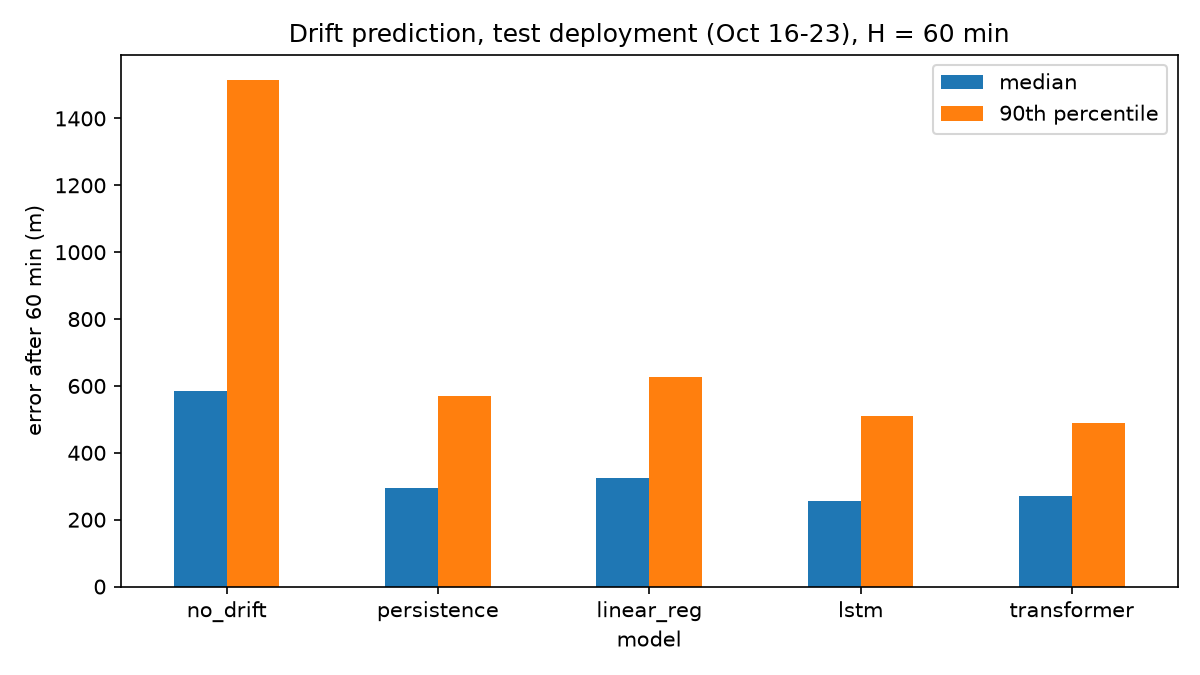 Drift prediction, test deployment (Oct 16-23), H = 60 min
median
90th percentile
error after 60 min (m)
1400
1200
1000
800
600
400
200
0
no_drift persistence linear_reg lstm transformer
model